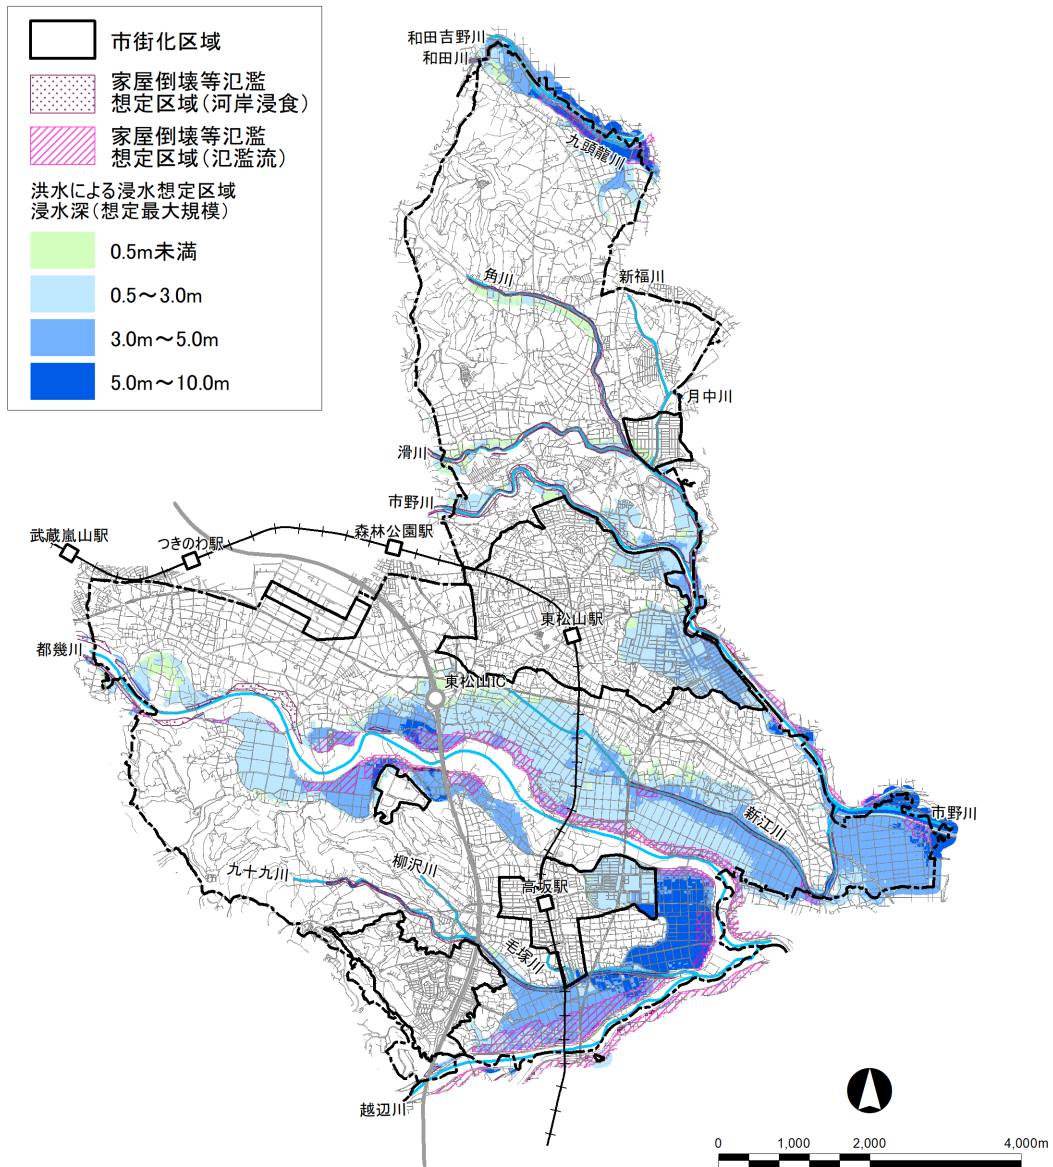 市街化区域
家屋倒壊等氾濫
想定区域(河岸浸食)
家屋倒壊等氾濫
想定区域(氾濫流)
洪水による浸水想定区域
浸水深(想定最大規模)
0.5m未満
0.5～3.0m
3.0m～5.0m
5.0m～10.0m
和田吉野川
和田川
九頭龍川
角川
新福川
月中川
滑川
市野川
武蔵嵐山駅
つきのわ駅
森林公園駅
東松山駅
都幾川
東松山IC
新江川
市野川
九十九川
柳沢川
高坂駅
毛塚川
越辺川
0 1,000 2,000 4,000m